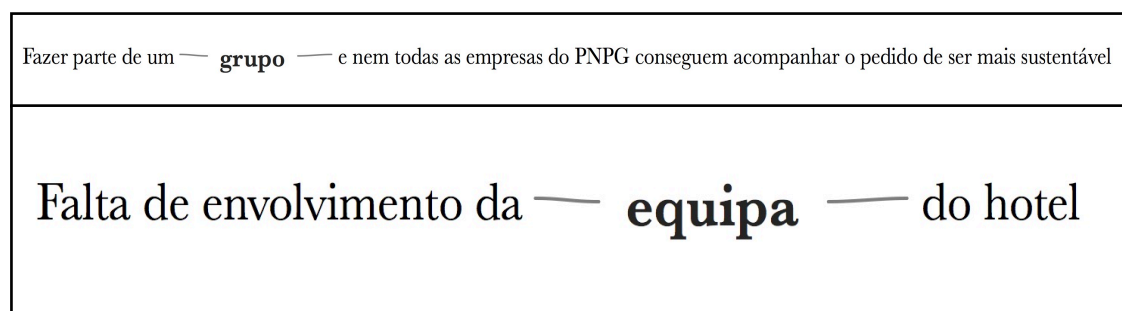 Fazer parte de um grupo e nem todas as empresas do PNPG conseguem acompanhar o pedido de ser mais sustentável
Falta de envolvimento da equipa do hotel